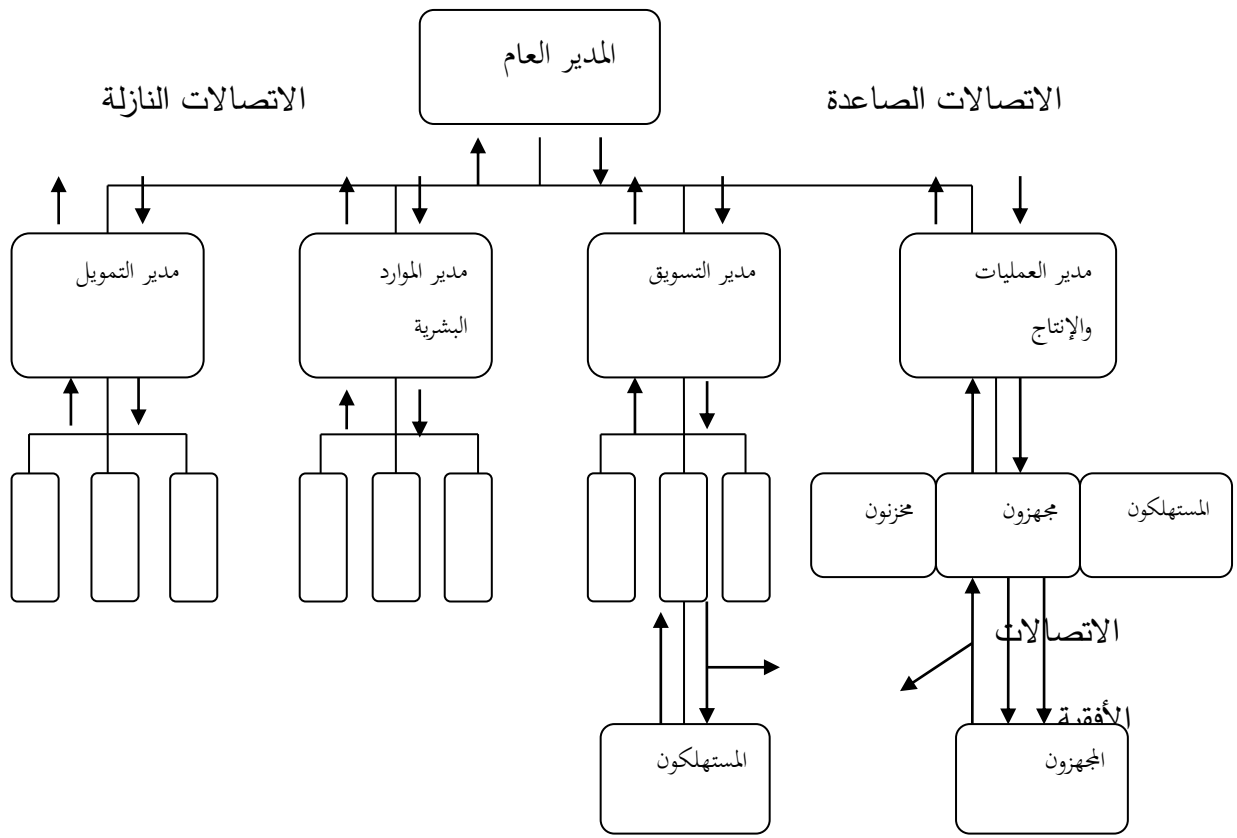 المدير العام
الاتصالات الصاعدة
الاتصالات النازلة
مدير العمليات
والإنتاج
مدير التسويق
مدير الموارد
البشرية
مدير التمويل
المستهلكون
مجهزون
مخزنون
الاتصالات
الأفقية
المجهزون
المستهلكون